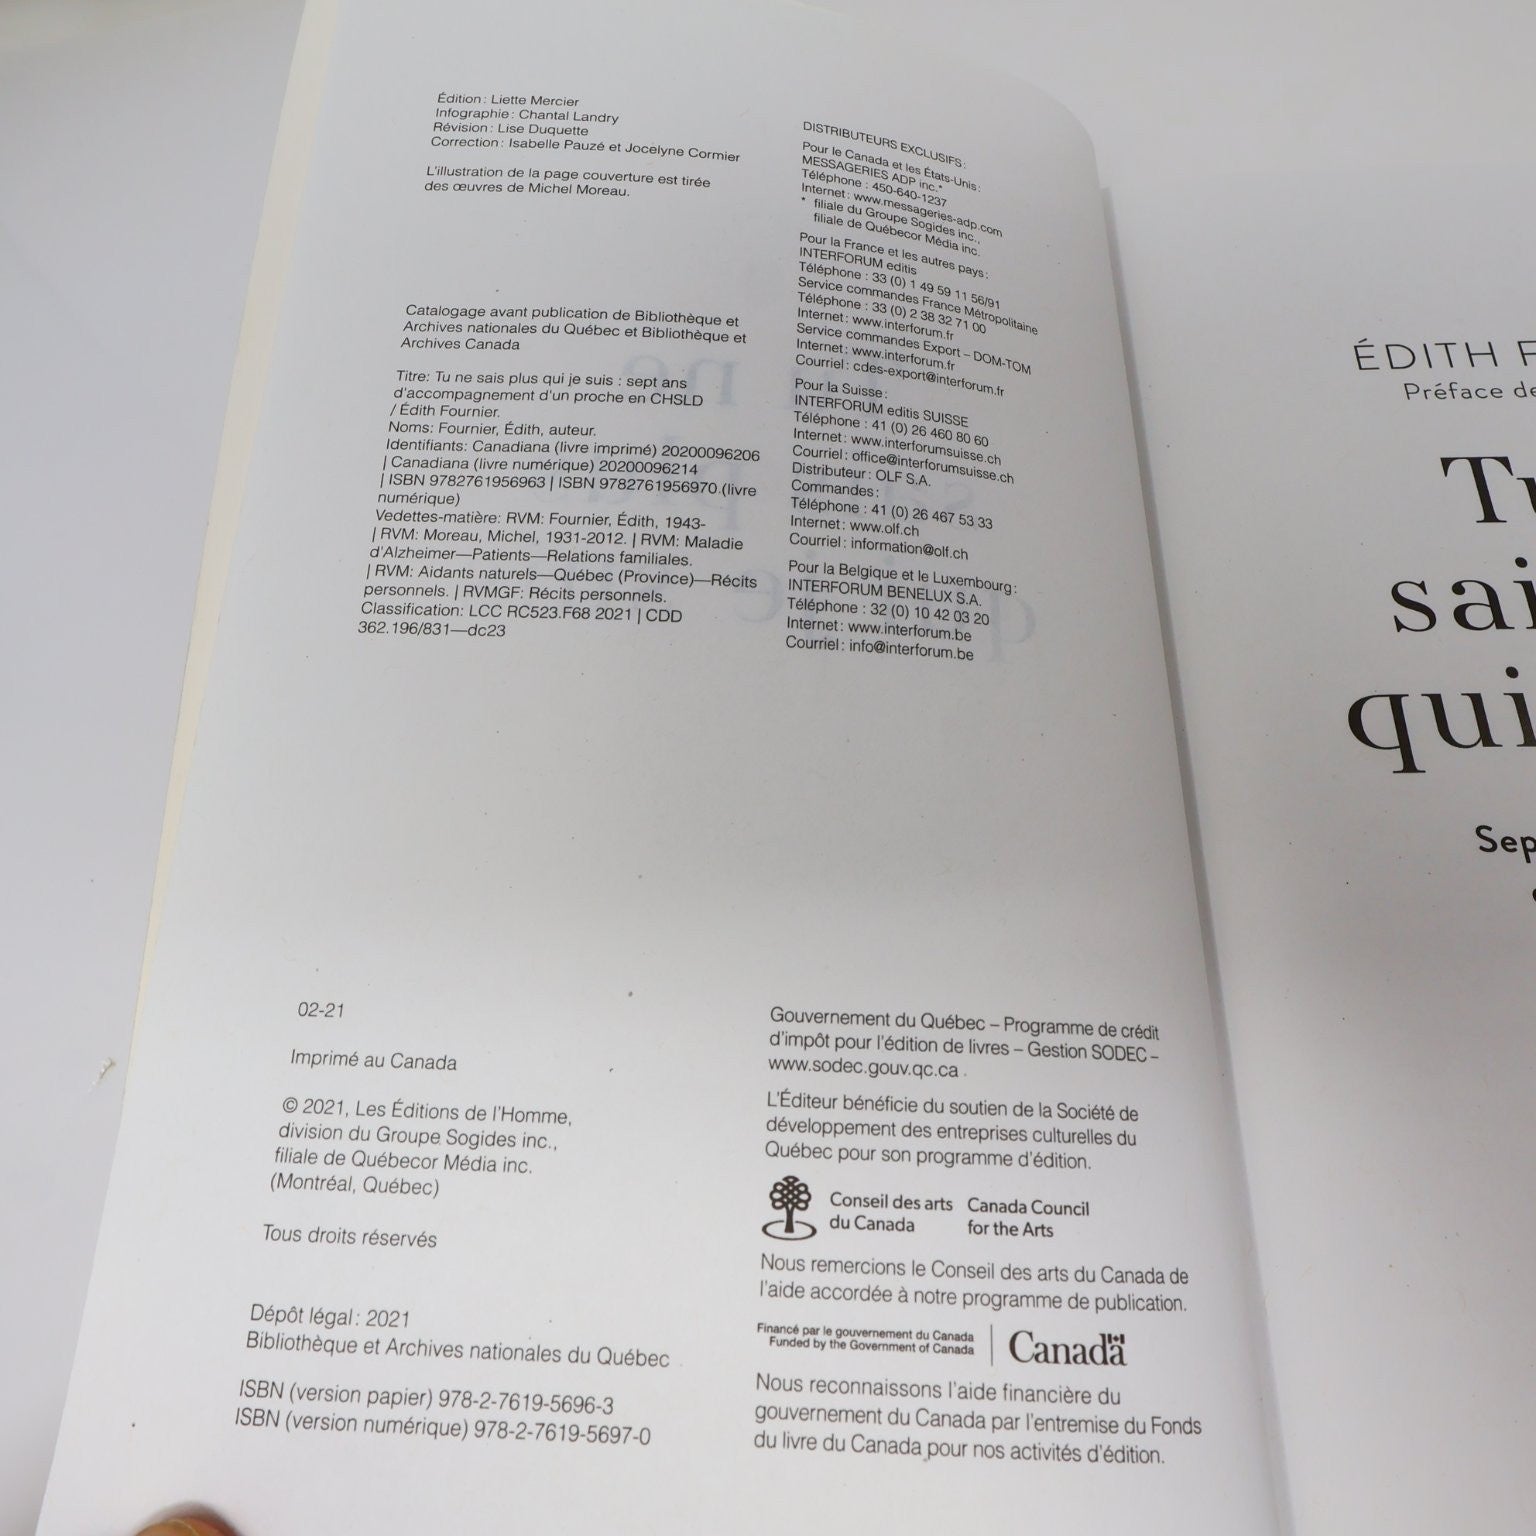 Édition : Liette Mercier
Infographie : Chantal Landry
Révision : Lise Duquette
Correction : Isabelle Pauzé et Jocelyne Cormier
L'illustration de la page couverture est tirée
des œuvres de Michel Moreau.
Catalogage avant publication de Bibliothèque et
Archives nationales du Québec et Bibliothèque et
Archives Canada
Titre: Tu ne sais plus qui je suis : sept ans
d'accompagnement d'un proche en CHSLD
/ Édith Fournier.
Noms: Fournier, Édith, auteur.
Identifiants: Canadiana (livre imprimé) 20200096206
| Canadiana (livre numérique) 20200096214
| ISBN 9782761956963 | ISBN 9782761956970 (livre
numérique)
Vedettes-matière: RVM: Fournier, Édith, 1943-
| RVM: Moreau, Michel, 1931-2012. | RVM: Maladie
d'Alzheimer—Patients—Relations familiales.
| RVM: Aidants naturels—Québec (Province)—Récits
personnels. | RVMGF: Récits personnels.
Classification: LCC RC523.F68 2021 | CDD
362.196/831—dc23
DISTRIBUTEURS EXCLUSIFS :
Pour le Canada et les États-Unis :
MESSAGERIES ADP inc.*
Téléphone : 450-640-1237
Internet : www.messageries-adp.com
* filiale du Groupe Sogides inc.,
filiale de Québecor Média inc.
Pour la France et les autres pays :
INTERFORUM editis
Téléphone : 33 (0) 1 49 59 11 56/91
Service commandes France Métropolitaine
Téléphone : 33 (0) 2 38 32 71 00
Internet : www.interforum.fr
Service commandes Export – DOM-TOM
Internet : www.interforum.fr
Courriel : cdes-export@interforum.fr
Pour la Suisse :
INTERFORUM editis SUISSE
Téléphone : 41 (0) 26 460 80 60
Internet : www.interforumsuisse.ch
Courriel : office@interforumsuisse.ch
Distributeur : OLF S.A.
Commandes :
Téléphone : 41 (0) 26 467 53 33
Internet : www.olf.ch
Courriel : information@olf.ch
Pour la Belgique et le Luxembourg :
INTERFORUM BENELUX S.A.
Téléphone : 32 (0) 10 42 03 20
Internet : www.interforum.be
Courriel : info@interforum.be
02-21
Imprimé au Canada
© 2021, Les Éditions de l'Homme,
division du Groupe Sogides inc.,
filiale de Québecor Média inc.
(Montréal, Québec)
Tous droits réservés
Dépôt légal : 2021
Bibliothèque et Archives nationales du Québec
ISBN (version papier) 978-2-7619-5696-3
ISBN (version numérique) 978-2-7619-5697-0
Gouvernement du Québec – Programme de crédit
d'impôt pour l'édition de livres – Gestion SODEC –
www.sodec.gouv.qc.ca
L'Éditeur bénéficie du soutien de la Société de
développement des entreprises culturelles du
Québec pour son programme d'édition.
Conseil des arts Canada Council
du Canada for the Arts
Nous remercions le Conseil des arts du Canada de
l'aide accordée à notre programme de publication.
Financé par le gouvernement du Canada
Funded by the Government of Canada
Canada
Nous reconnaissons l'aide financière du
gouvernement du Canada par l'entremise du Fonds
du livre du Canada pour nos activités d'édition.
ÉDITH F
Préface de
Tu
sai
qui
Sep